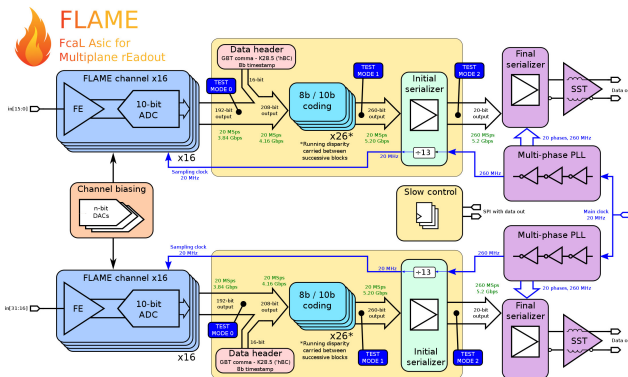 FLAME
FcaL Asic for
Multiplane rEadout
FLAME channel x16
FE
10-bit
ADC
in[15:0]
x16
Data header
GBT comma - K28.5 ('hBC)
8b timestamp
16-bit
TEST
MODE 0
192-bit
output
208-bit
output
20 MSps
3.84 Gbps
20 MSps
4.16 Gbps
8b / 10b
coding
x26*
*Running disparity
carried between
successive blocks
TEST
MODE 1
260-bit
output
20 MSps
5.20 Gbps
Initial
serializer
÷13
20 MHz
TEST
MODE 2
20-bit
output
260 MSps
5.2 Gbps
Final
serializer
SST
Data o
20 phases, 260 MHz
Multi-phase PLL
260 MHz
Sampling clock
20 MHz
Channel biasing
n-bit
DACs
Slow control
SPI with data out
Main clock
20 MHz
Multi-phase PLL
20 phases, 260 MHz
260 MHz
Sampling clock
20 MHz
FLAME channel x16
FE
10-bit
ADC
in[31:16]
x16
20 MSps
3.84 Gbps
20 MSps
4.16 Gbps
192-bit
output
208-bit
output
TEST
MODE 0
16-bit
Data header
GBT comma - K28.5 ('hBC)
8b timestamp
8b / 10b
coding
x26*
*Running disparity
carried between
successive blocks
20 MSps
5.20 Gbps
260-bit
output
TEST
MODE 1
20 MHz
÷13
Initial
serializer
260 MSps
5.2 Gbps
20-bit
output
TEST
MODE 2
Final
serializer
SST
Data o